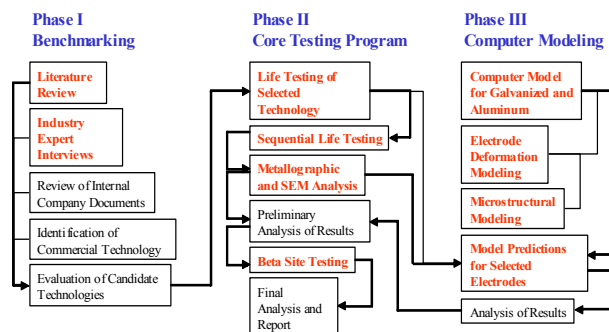 Phase I
Benchmarking
Literature
Review
Industry
Expert
Interviews
Review of Internal
Company Documents
Identification of
Commercial Technology
Evaluation of Candidate
Technologies
Phase II
Core Testing Program
Life Testing of
Selected
Technology
Sequential Life Testing
Metallographic
and SEM Analysis
Preliminary
Analysis of Results
Beta Site Testing
Final
Analysis and
Report
Phase III
Computer Modeling
Computer Model
for Galvanized and
Aluminum
Electrode
Deformation
Modeling
Microstructural
Modeling
Model Predictions
for Selected
Electrodes
Analysis of Results